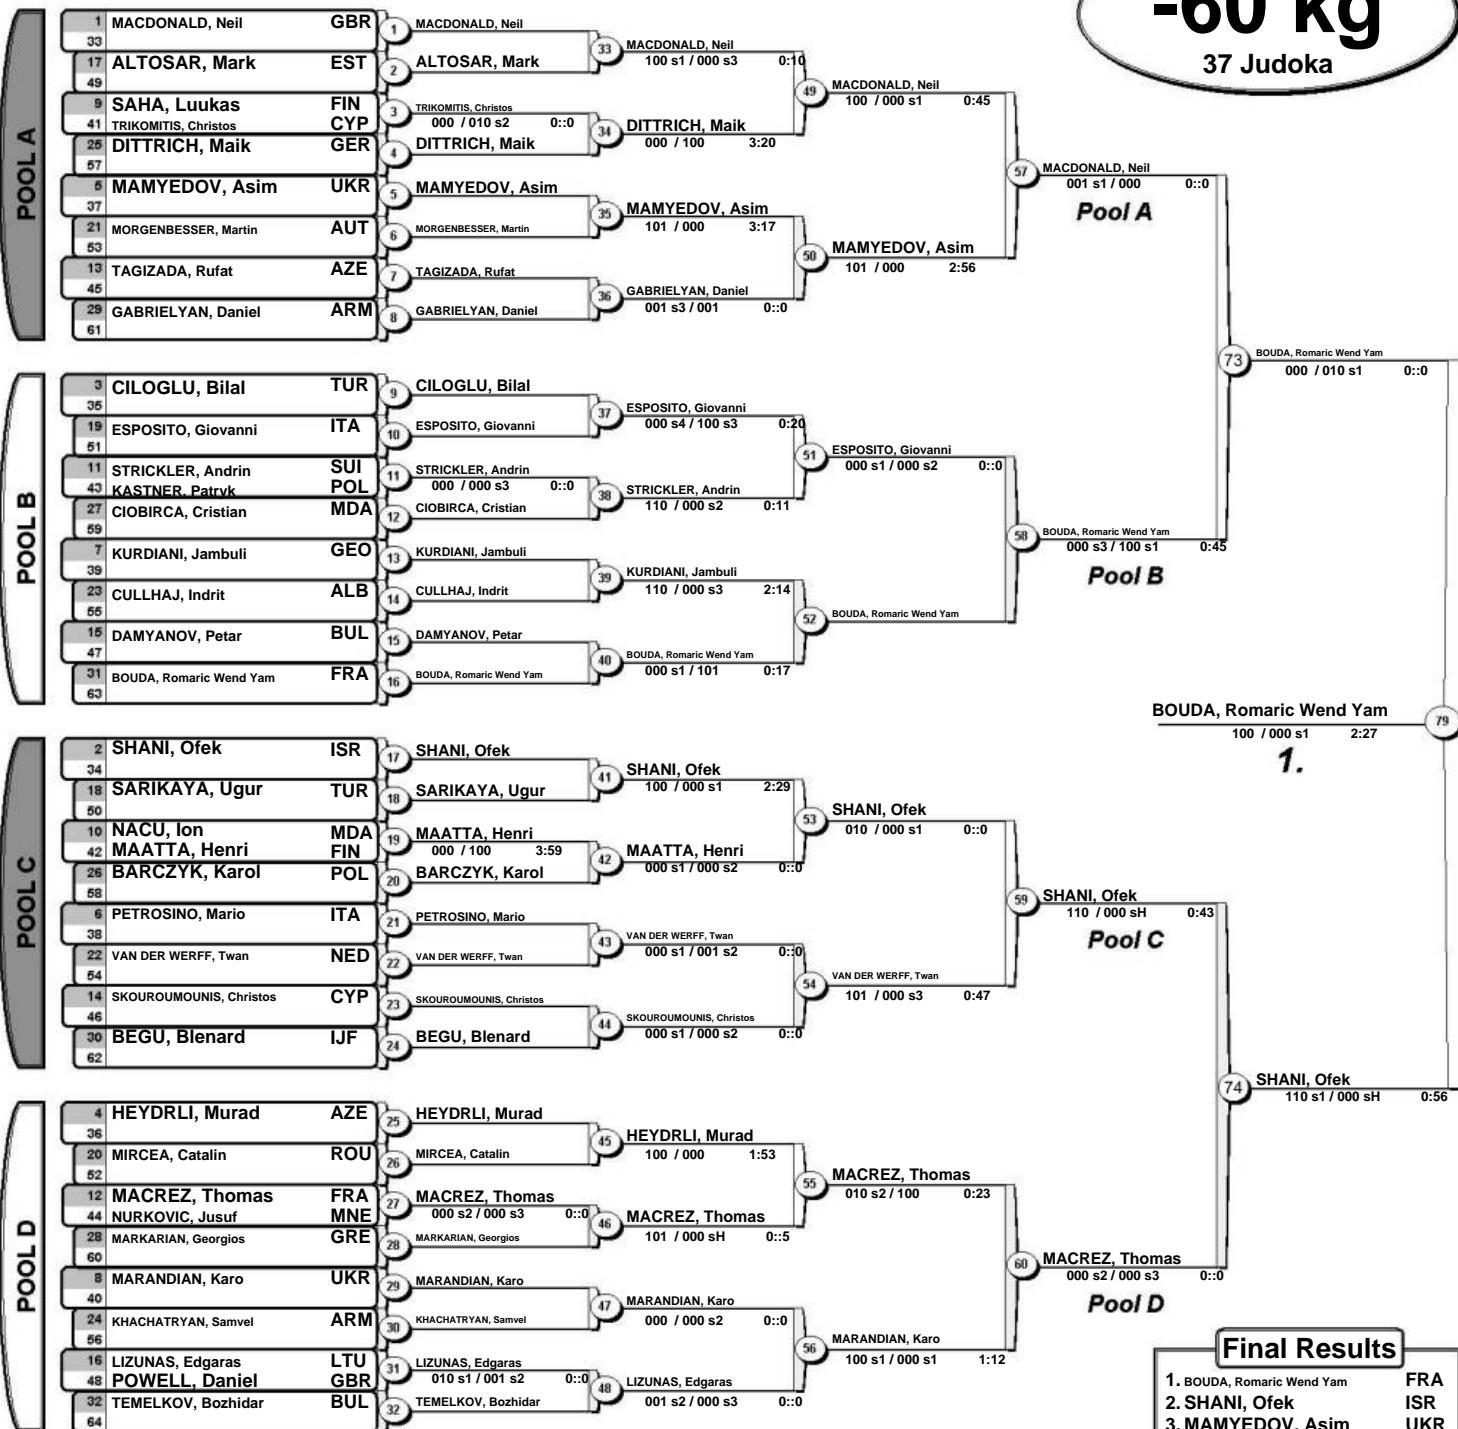 -60 kg
37 Judoka
POOL A
1 MACDONALD, Neil GBR
33
17 ALTOSAR, Mark EST
49
9 SAHA, Luukas FIN
41 TRIKOMITIS, Christos CYP
25 DITTRICH, Maik GER
57
5 MAMYEDOV, Asim UKR
37
21 MORGENBESSER, Martin AUT
53
13 TAGIZADA, Rufat AZE
45
29 GABRIELYAN, Daniel ARM
61
1 MACDONALD, Neil
2 ALTOSAR, Mark
3 TRIKOMITIS, Christos
000 / 010 s2 0::0
4 DITTRICH, Maik
5 MAMYEDOV, Asim
6 MORGENBESSER, Martin
7 TAGIZADA, Rufat
8 GABRIELYAN, Daniel
33 MACDONALD, Neil
100 s1 / 000 s3 0:10
34 DITTRICH, Maik
000 / 100 3:20
35 MAMYEDOV, Asim
101 / 000 3:17
36 GABRIELYAN, Daniel
001 s3 / 001 0::0
49 MACDONALD, Neil
100 / 000 s1 0:45
50 MAMYEDOV, Asim
101 / 000 2:56
57 MACDONALD, Neil
001 s1 / 000 0::0
Pool A
POOL B
3 CILOGLU, Bilal TUR
35
19 ESPOSITO, Giovanni ITA
51
11 STRICKLER, Andrin SUI
43 KASTNER, Patryk POL
27 CIOBIRCA, Cristian MDA
59
7 KURDIANI, Jambuli GEO
39
23 CULLHAJ, Indrit ALB
55
15 DAMYANOV, Petar BUL
47
31 BOUDA, Romaric Wend Yam FRA
63
9 CILOGLU, Bilal
10 ESPOSITO, Giovanni
11 STRICKLER, Andrin
000 / 000 s3 0::0
12 CIOBIRCA, Cristian
13 KURDIANI, Jambuli
14 CULLHAJ, Indrit
15 DAMYANOV, Petar
16 BOUDA, Romaric Wend Yam
37 ESPOSITO, Giovanni
000 s4 / 100 s3 0:20
38 STRICKLER, Andrin
110 / 000 s2 0:11
39 KURDIANI, Jambuli
110 / 000 s3 2:14
40 BOUDA, Romaric Wend Yam
000 s1 / 101 0:17
51 ESPOSITO, Giovanni
000 s1 / 000 s2 0::0
52 BOUDA, Romaric Wend Yam
58 BOUDA, Romaric Wend Yam
000 s3 / 100 s1 0:45
Pool B
73 BOUDA, Romaric Wend Yam
000 / 010 s1 0::0
BOUDA, Romaric Wend Yam 79
100 / 000 s1 2:27
1.
POOL C
2 SHANI, Ofek ISR
34
18 SARIKAYA, Ugur TUR
50
10 NACU, Ion MDA
42 MAATTA, Henri FIN
26 BARCZYK, Karol POL
58
6 PETROSINO, Mario ITA
38
22 VAN DER WERFF, Twan NED
54
14 SKOUROUMOUNIS, Christos CYP
46
30 BEGU, Blenard IJF
62
17 SHANI, Ofek
18 SARIKAYA, Ugur
19 MAATTA, Henri
000 / 100 3:59
20 BARCZYK, Karol
21 PETROSINO, Mario
22 VAN DER WERFF, Twan
23 SKOUROUMOUNIS, Christos
24 BEGU, Blenard
41 SHANI, Ofek
100 / 000 s1 2:29
42 MAATTA, Henri
000 s1 / 000 s2 0::0
43 VAN DER WERFF, Twan
000 s1 / 001 s2 0::0
44 SKOUROUMOUNIS, Christos
000 s1 / 000 s2 0::0
53 SHANI, Ofek
010 / 000 s1 0::0
54 VAN DER WERFF, Twan
101 / 000 s3 0:47
59 SHANI, Ofek
110 / 000 sH 0:43
Pool C
74 SHANI, Ofek
110 s1 / 000 sH 0:56
POOL D
4 HEYDRLI, Murad AZE
36
20 MIRCEA, Catalin ROU
52
12 MACREZ, Thomas FRA
44 NURKOVIC, Jusuf MNE
28 MARKARIAN, Georgios GRE
60
8 MARANDIAN, Karo UKR
40
24 KHACHATRYAN, Samvel ARM
56
16 LIZUNAS, Edgaras LTU
48 POWELL, Daniel GBR
32 TEMELKOV, Bozhidar BUL
64
25 HEYDRLI, Murad
26 MIRCEA, Catalin
27 MACREZ, Thomas
000 s2 / 000 s3 0::0
28 MARKARIAN, Georgios
29 MARANDIAN, Karo
30 KHACHATRYAN, Samvel
31 LIZUNAS, Edgaras
010 s1 / 001 s2 0::0
32 TEMELKOV, Bozhidar
45 HEYDRLI, Murad
100 / 000 1:53
46 MACREZ, Thomas
101 / 000 sH 0::5
47 MARANDIAN, Karo
000 / 000 s2 0::0
48 LIZUNAS, Edgaras
001 s2 / 000 s3 0::0
55 MACREZ, Thomas
010 s2 / 100 0:23
56 MARANDIAN, Karo
100 s1 / 000 s1 1:12
60 MACREZ, Thomas
000 s2 / 000 s3 0::0
Pool D
Final Results
1. BOUDA, Romaric Wend Yam FRA
2. SHANI, Ofek ISR
3. MAMYEDOV, Asim UKR